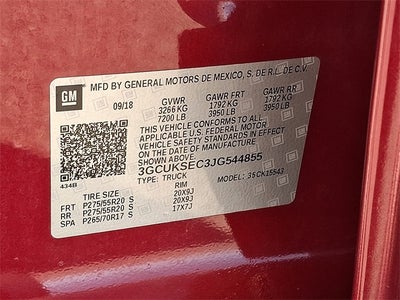 GM
MFD BY GENERAL MOTORS DE MEXICO, S. DE R.L. DE C.V.
09/18 GVWR GAWR FRT GAWR RR
3266 KG 1792 KG 1792 KG
7200 LB 3950 LB 3950 LB
THIS VEHICLE CONFORMS TO ALL
APPLICABLE U.S. FEDERAL MOTOR
VEHICLE SAFETY STANDARDS IN EFFECT
ON THE DATE OF MANUFACTURE SHOWN ABOVE.
3GCUKSEC3JG544855
434B TYPE: TRUCK MODEL: 36CK15543
TIRE SIZE RIM
FRT P275/55R20 S 20X9J
RR P275/55R20 S 20X9J
SPA P265/70R17 S 17X7J